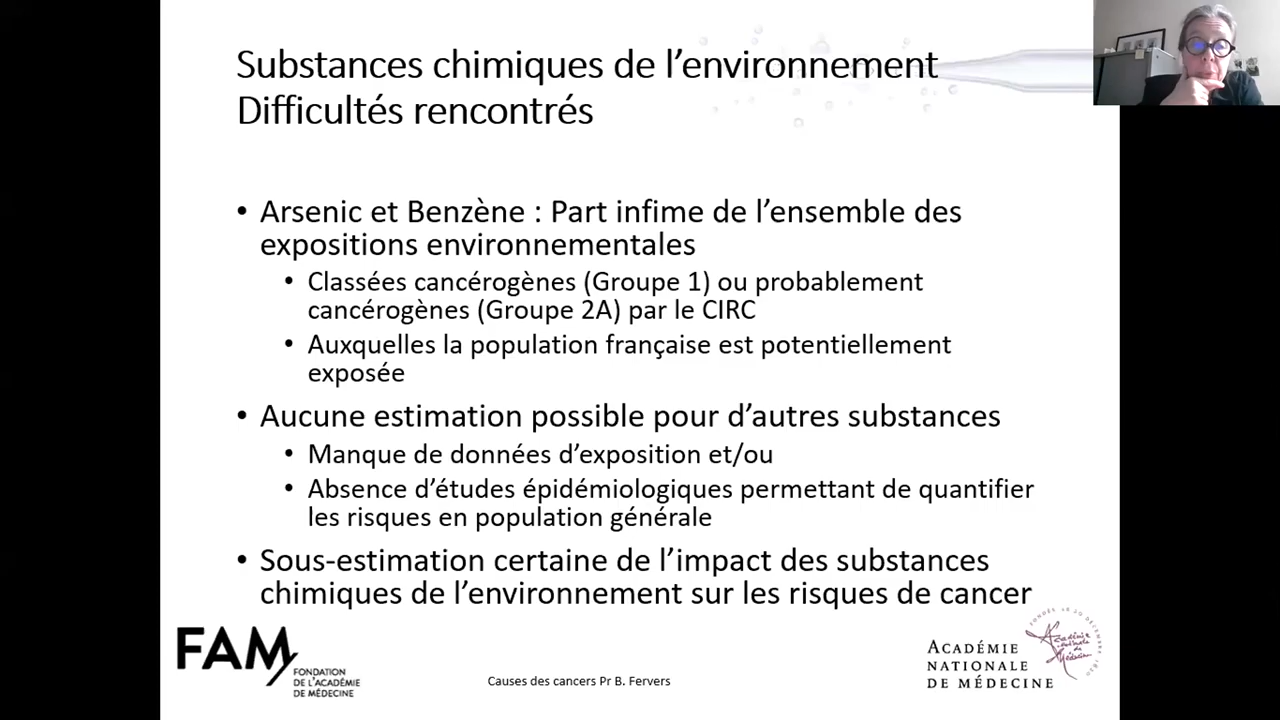 Substances chimiques de l’environnement
Difficultés rencontrés
• Arsenic et Benzène : Part infime de l’ensemble des
expositions environnementales
• Classées cancérogènes (Groupe 1) ou probablement
cancérogènes (Groupe 2A) par le CIRC
• Auxquelles la population française est potentiellement
exposée
• Aucune estimation possible pour d’autres substances
• Manque de données d’exposition et/ou
• Absence d’études épidémiologiques permettant de quantifier
les risques en population générale
• Sous-estimation certaine de l’impact des substances
chimiques de l’environnement sur les risques de cancer
FAM
FONDATION
DE L’ACADÉMIE
DE MÉDECINE
Causes des cancers Pr B. Fervers
ACADÉMIE
NATIONALE
DE MÉDECINE